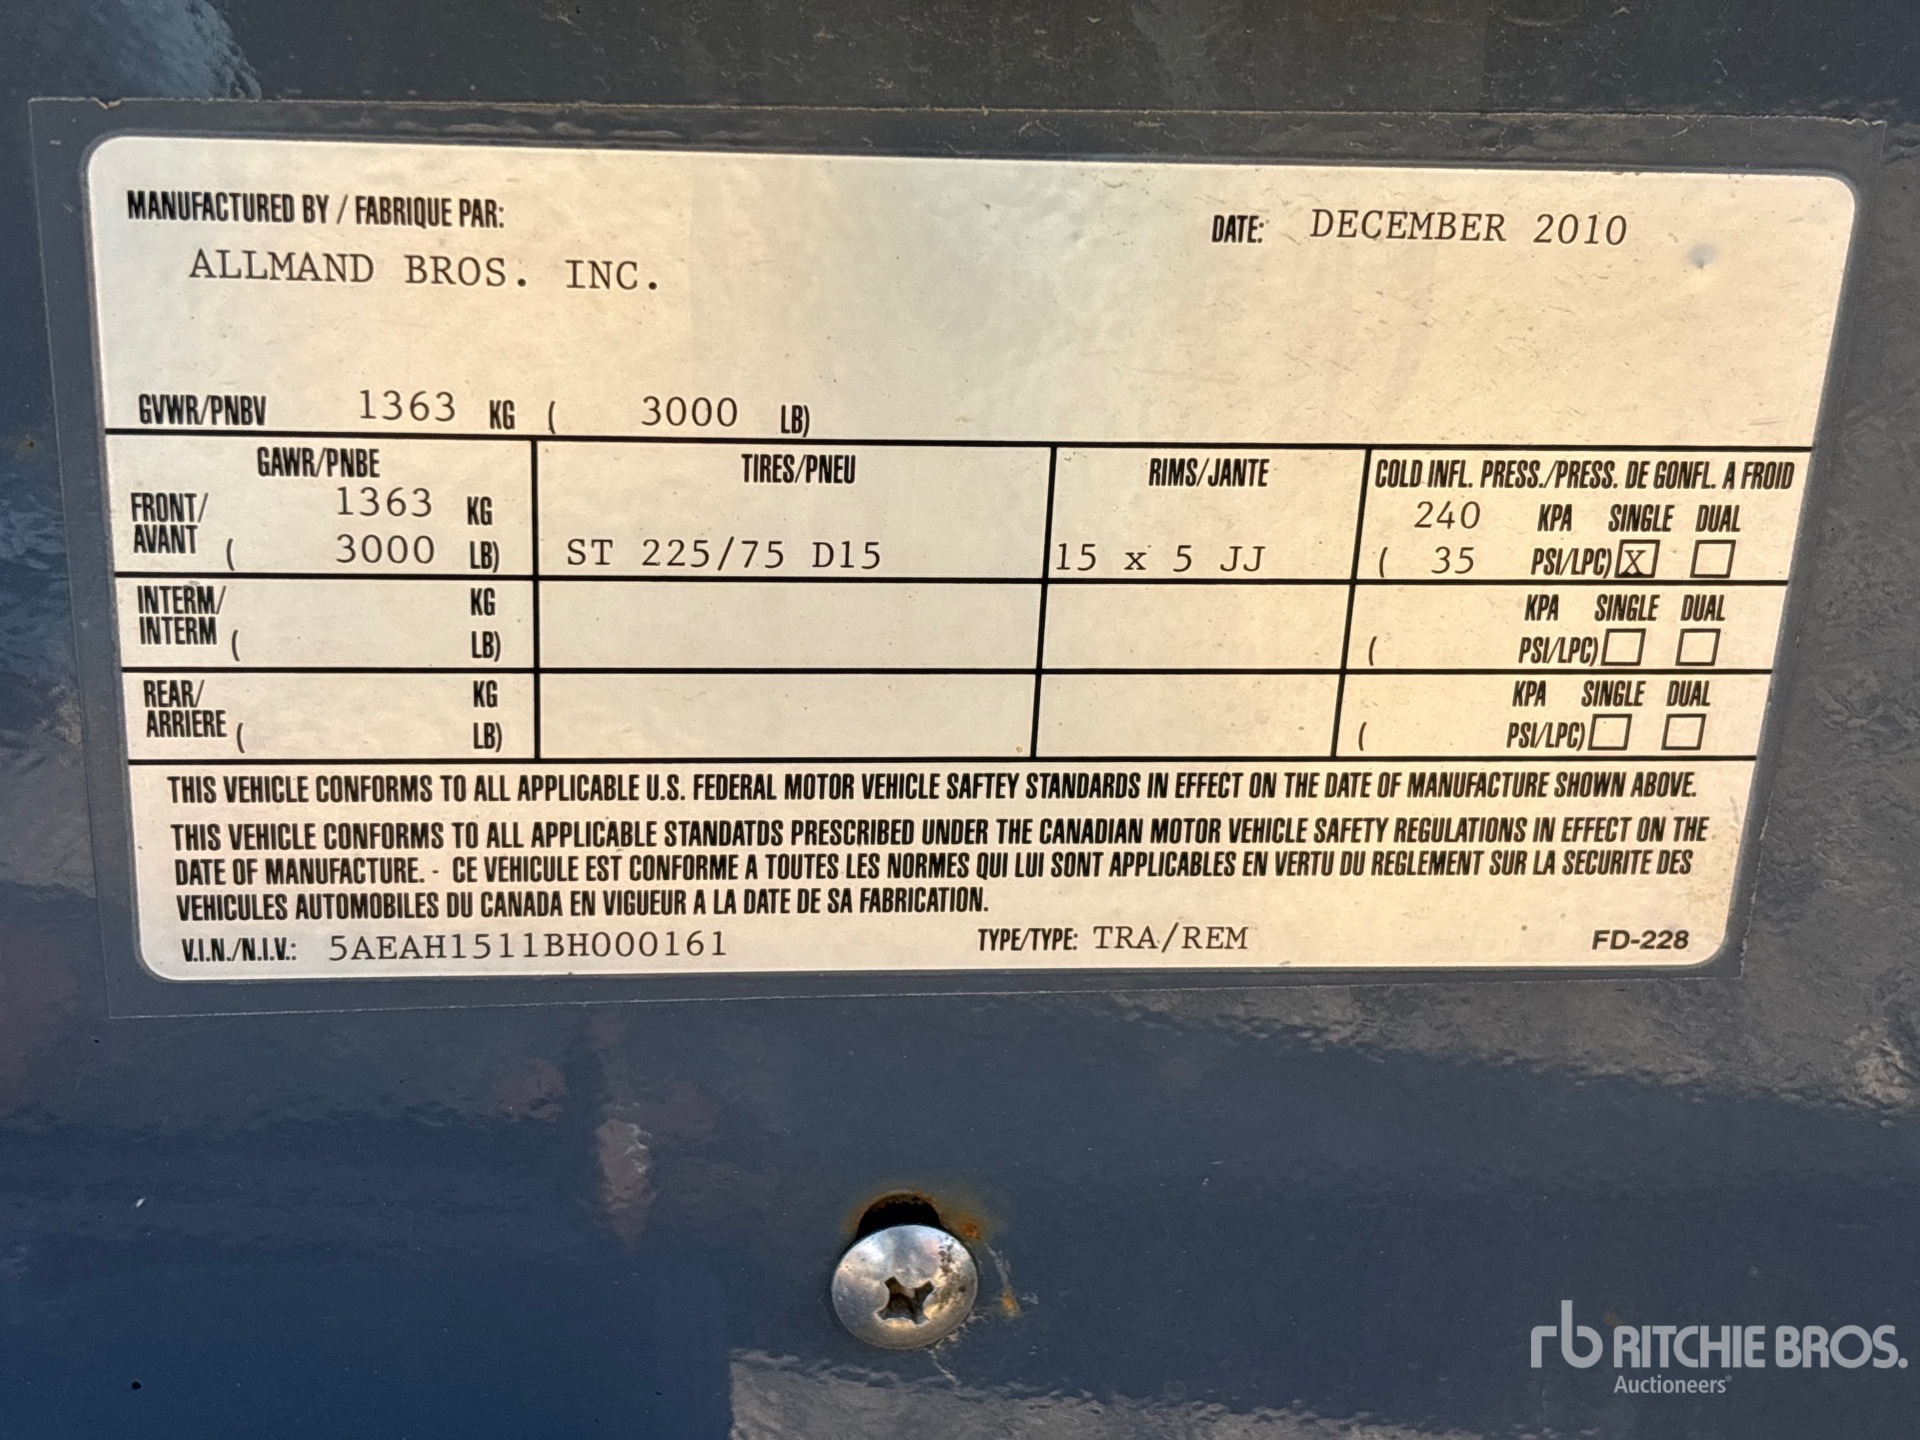 MANUFACTURED BY / FABRIQUE PAR:
ALLMAND BROS. INC.
DATE: DECEMBER 2010
GVWR/PNBV 1363 KG ( 3000 LB)
GAWR/PNBE TIRES/PNEU RIMS/JANTE COLD INFL. PRESS./PRESS. DE GONFL. A FROID
FRONT/ 1363 KG 240 KPA SINGLE DUAL
AVANT ( 3000 LB) ST 225/75 D15 15 x 5 JJ ( 35 PSI/LPC) X
INTERM/ KG KPA SINGLE DUAL
INTERM ( LB) ( PSI/LPC)
REAR/ KG KPA SINGLE DUAL
ARRIERE ( LB) ( PSI/LPC)
THIS VEHICLE CONFORMS TO ALL APPLICABLE U.S. FEDERAL MOTOR VEHICLE SAFTEY STANDARDS IN EFFECT ON THE DATE OF MANUFACTURE SHOWN ABOVE.
THIS VEHICLE CONFORMS TO ALL APPLICABLE STANDATDS PRESCRIBED UNDER THE CANADIAN MOTOR VEHICLE SAFETY REGULATIONS IN EFFECT ON THE
DATE OF MANUFACTURE. - CE VEHICULE EST CONFORME A TOUTES LES NORMES QUI LUI SONT APPLICABLES EN VERTU DU REGLEMENT SUR LA SECURITE DES
VEHICULES AUTOMOBILES DU CANADA EN VIGUEUR A LA DATE DE SA FABRICATION.
V.I.N./N.I.V.: 5AEAH1511BH000161 TYPE/TYPE: TRA/REM FD-228
rb RITCHIE BROS.
Auctioneers